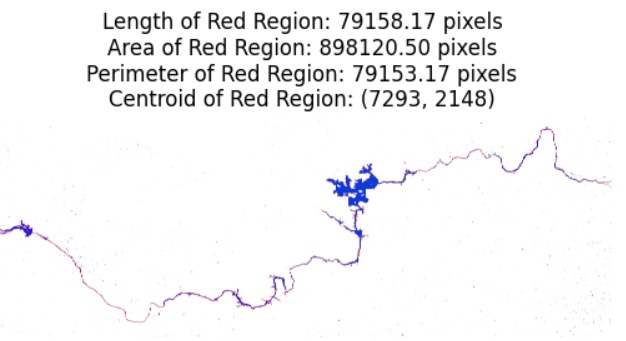 Length of Red Region: 79158.17 pixels
Area of Red Region: 898120.50 pixels
Perimeter of Red Region: 79153.17 pixels
Centroid of Red Region: (7293, 2148)